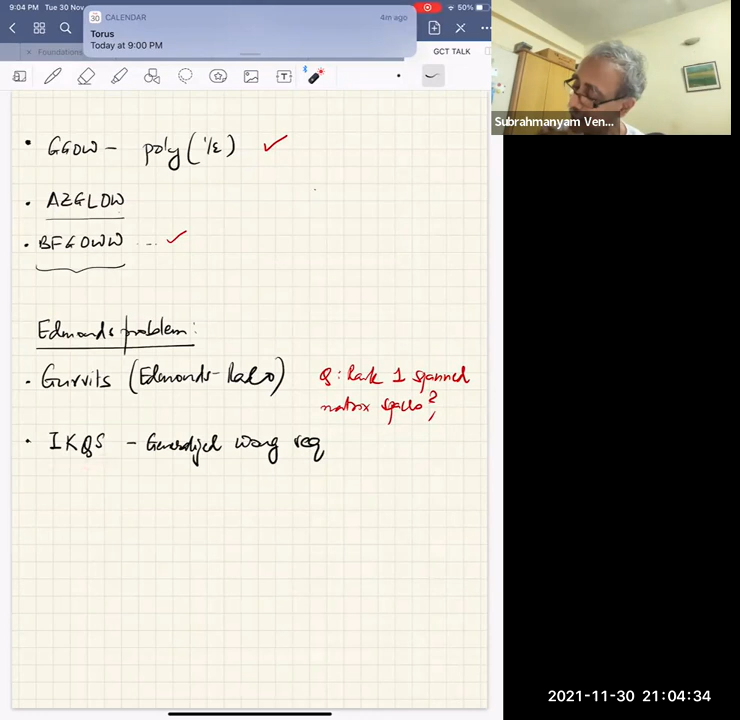 9:04 PM Tue 30 Nov
50%
30 CALENDAR 4m ago
Torus
Today at 9:00 PM
Foundations
GCT TALK
Subrahmanyam Ven...
• GGOW – poly(1/ε) ✓
• AZGLOW
• BFGOWW ... ✓
Edmonds problem:
• Gurvits (Edmonds-Rado)
Q: Rank 1 spanned
matrix spaces?
• IKQS – Generalized wong seq
2021-11-30 21:04:34